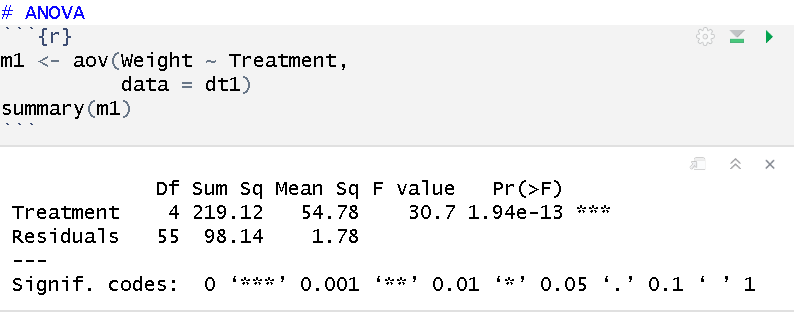 # ANOVA
```{r}
m1 <- aov(Weight ~ Treatment,
          data = dt1)
summary(m1)
```
            Df Sum Sq Mean Sq F value   Pr(>F)
Treatment    4 219.12   54.78    30.7 1.94e-13 ***
Residuals   55  98.14    1.78
---
Signif. codes:  0 ‘***’ 0.001 ‘**’ 0.01 ‘*’ 0.05 ‘.’ 0.1 ‘ ’ 1